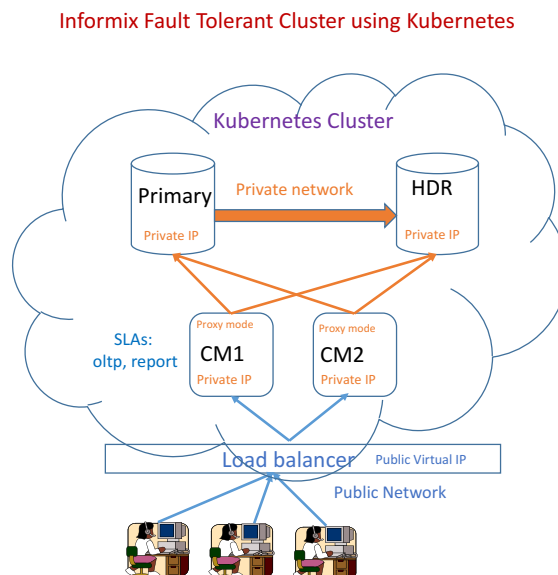 Informix Fault Tolerant Cluster using Kubernetes
Kubernetes Cluster
Primary
Private network
HDR
Private IP
Private IP
Proxy mode
Proxy mode
SLAs:
oltp, report
CM1
CM2
Private IP
Private IP
Load balancer
Public Virtual IP
Public Network